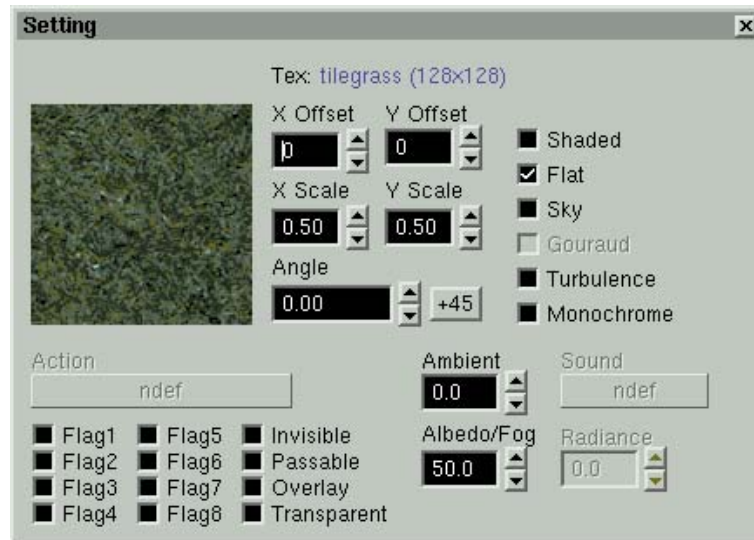 Setting
Tex: tilegrass (128x128)
X Offset Y Offset
0 0
Shaded
Flat
X Scale Y Scale
Sky
0.50 0.50
Gouraud
Angle
Turbulence
0.00 +45
Monochrome
Action Ambient Sound
ndef 0.0 ndef
Flag1 Flag5 Invisible Albedo/Fog Radiance
Flag2 Flag6 Passable 50.0 0.0
Flag3 Flag7 Overlay
Flag4 Flag8 Transparent